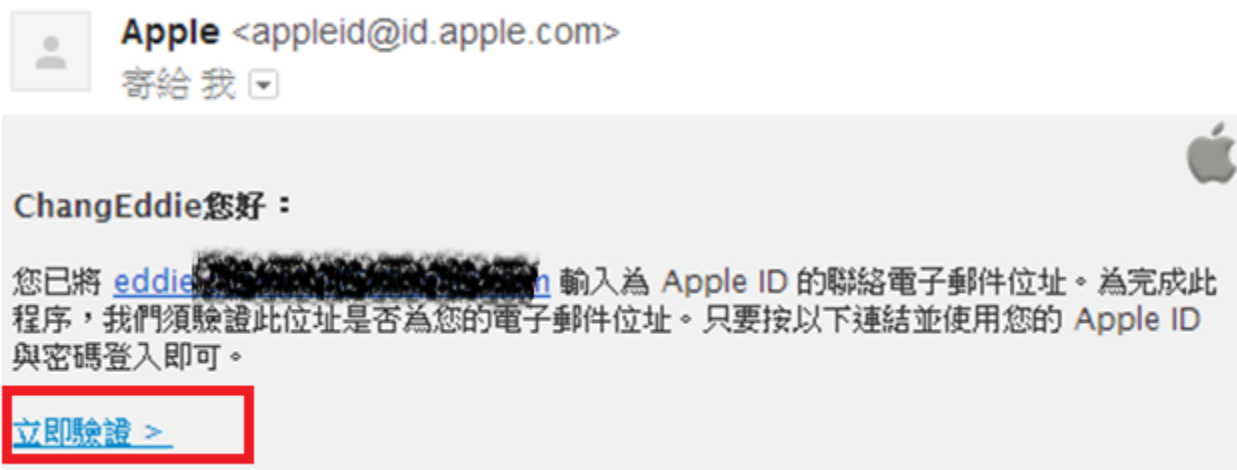 Apple <appleid@id.apple.com>
寄給 我
ChangEddie您好：
您已將 eddie 輸入為 Apple ID 的聯絡電子郵件位址。為完成此
程序，我們須驗證此位址是否為您的電子郵件位址。只要按以下連結並使用您的 Apple ID
與密碼登入即可。
立即驗證 >